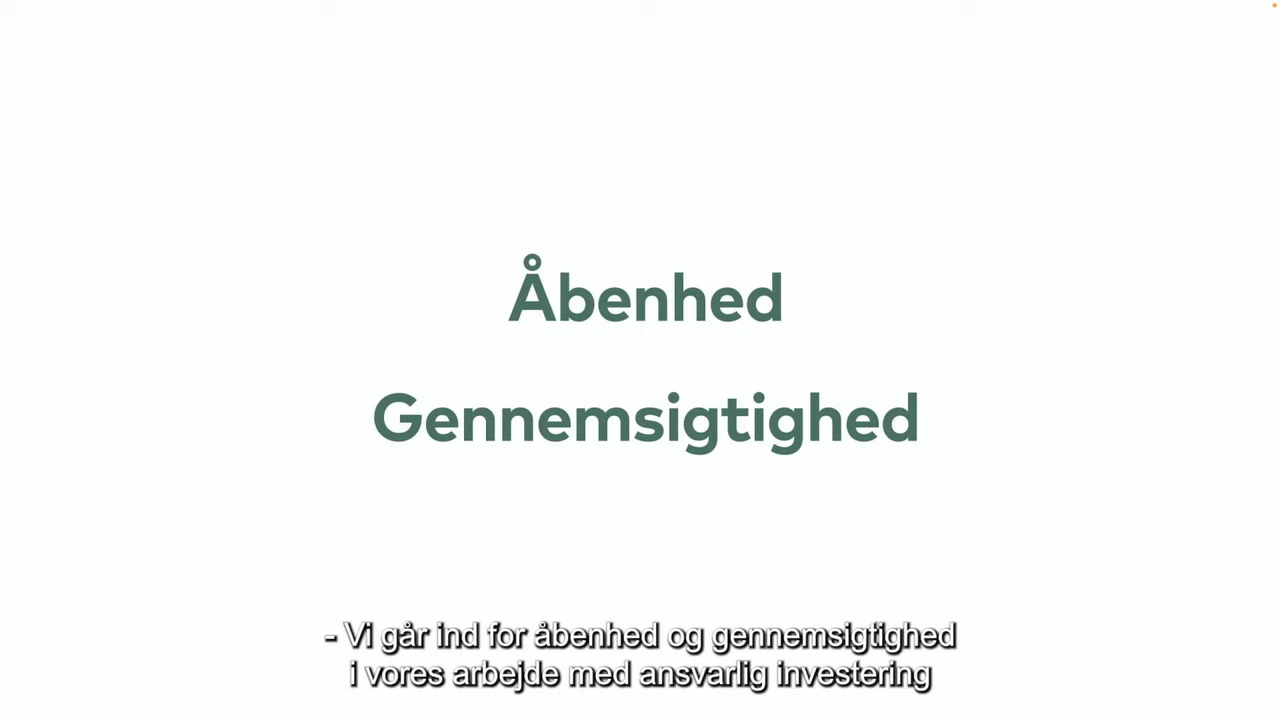 Åbenhed
Gennemsigtighed
- Vi går ind for åbenhed og gennemsigtighed
i vores arbejde med ansvarlig investering